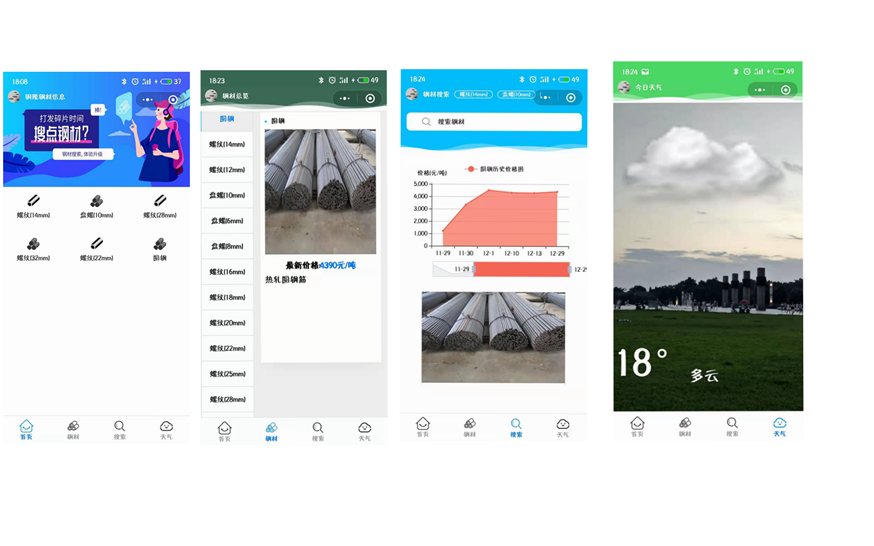 18:08
37
钢隆钢材信息
嗨!
打发碎片时间
搜点钢材?
钢材搜索,体验升级
螺纹(14mm)
盘螺(10mm)
螺纹(28mm)
螺纹(32mm)
螺纹(22mm)
圆钢
首页
钢材
搜索
天气
18:23
49
钢材总览
圆钢
螺纹(14mm)
螺纹(12mm)
盘螺(10mm)
盘螺(6mm)
盘螺(8mm)
螺纹(16mm)
螺纹(18mm)
螺纹(20mm)
螺纹(22mm)
螺纹(25mm)
螺纹(28mm)
圆钢
最新价格:4390元/吨
热轧圆钢筋
首页
钢材
搜索
天气
18:24
49
钢材搜索
螺纹(14mm)
盘螺(10mm)
搜索钢材
价格(元/吨)
圆钢历史价格图
5,000
4,000
3,000
2,000
1,000
0
11-29
11-30
12-1
12-10
12-13
12-29
11-29
12-29
首页
钢材
搜索
天气
18:24
49
今日天气
18°
多云
首页
钢材
搜索
天气